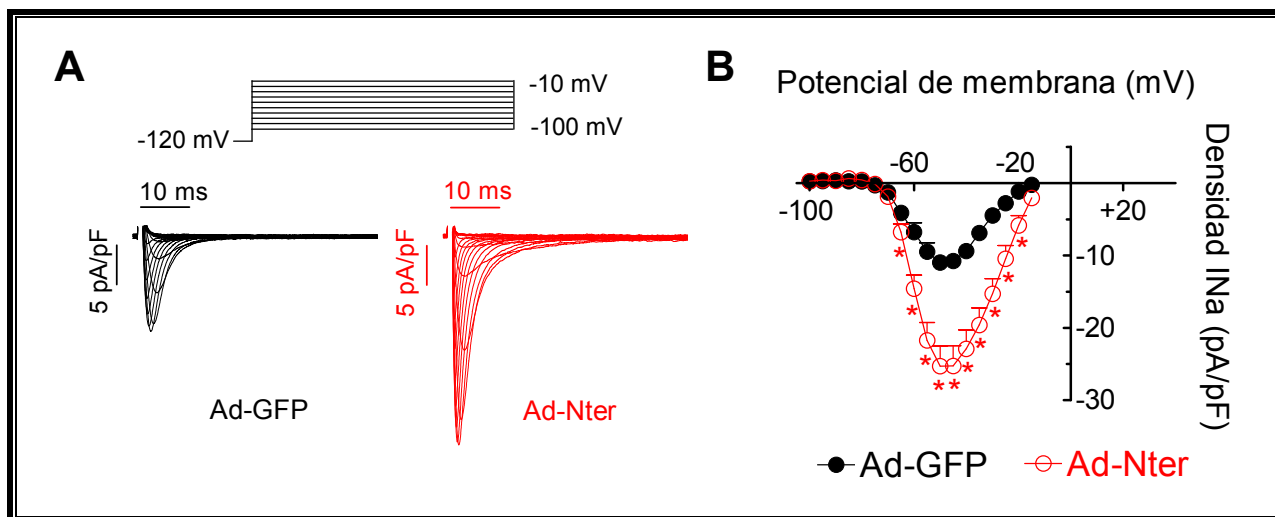 A
-10 mV
-100 mV
-120 mV
10 ms
5 pA/pF
Ad-GFP
10 ms
5 pA/pF
Ad-Nter
B
Potencial de membrana (mV)
-60
-20
-100
+20
-10
-20
-30
Densidad INa (pA/pF)
* * * * * * * * * *
Ad-GFP
Ad-Nter